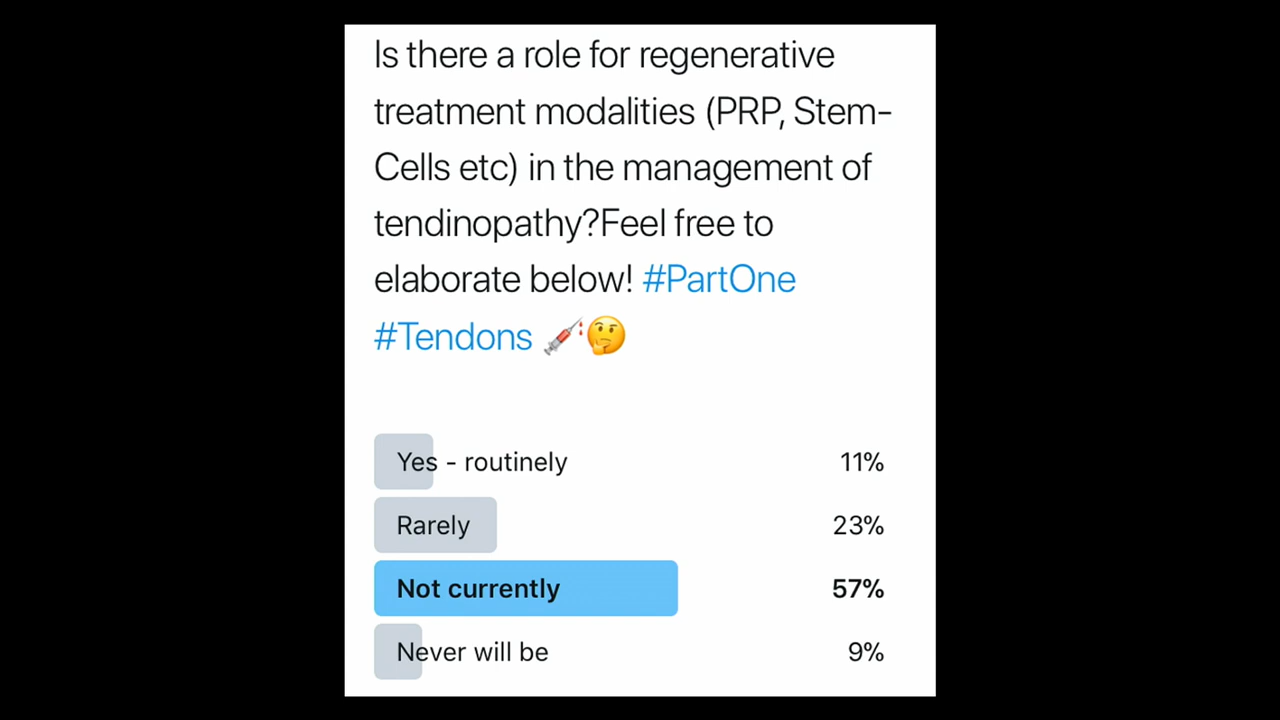 Is there a role for regenerative
treatment modalities (PRP, Stem-
Cells etc) in the management of
tendinopathy?Feel free to
elaborate below! #PartOne
#Tendons 💉🤔
Yes - routinely 11%
Rarely 23%
Not currently 57%
Never will be 9%